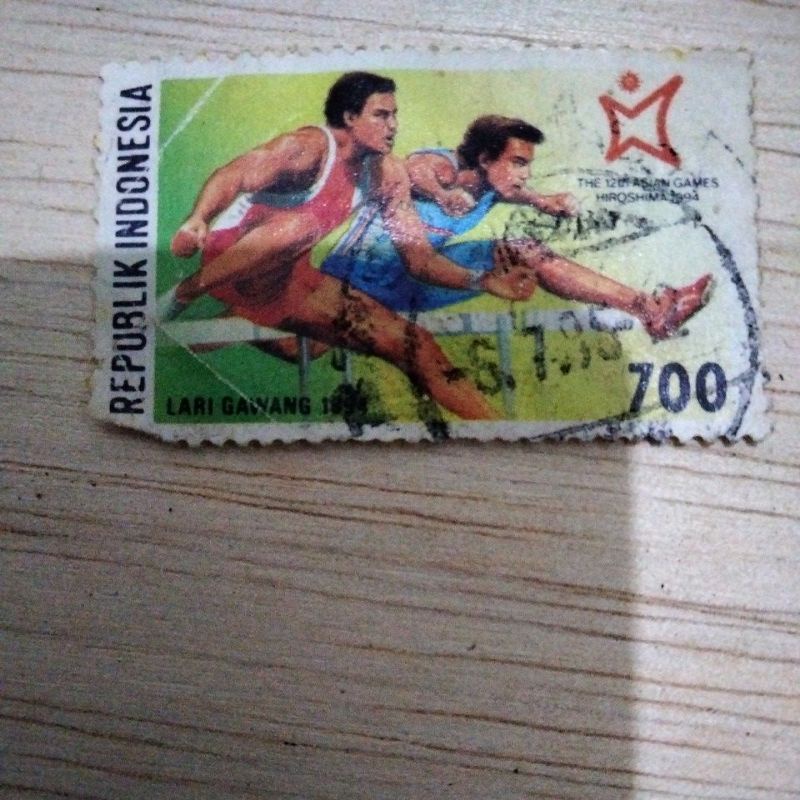 REPUBLIK INDONESIA
THE 12th ASIAN GAMES
HIROSHIMA 1994
LARI GAWANG 1994
700